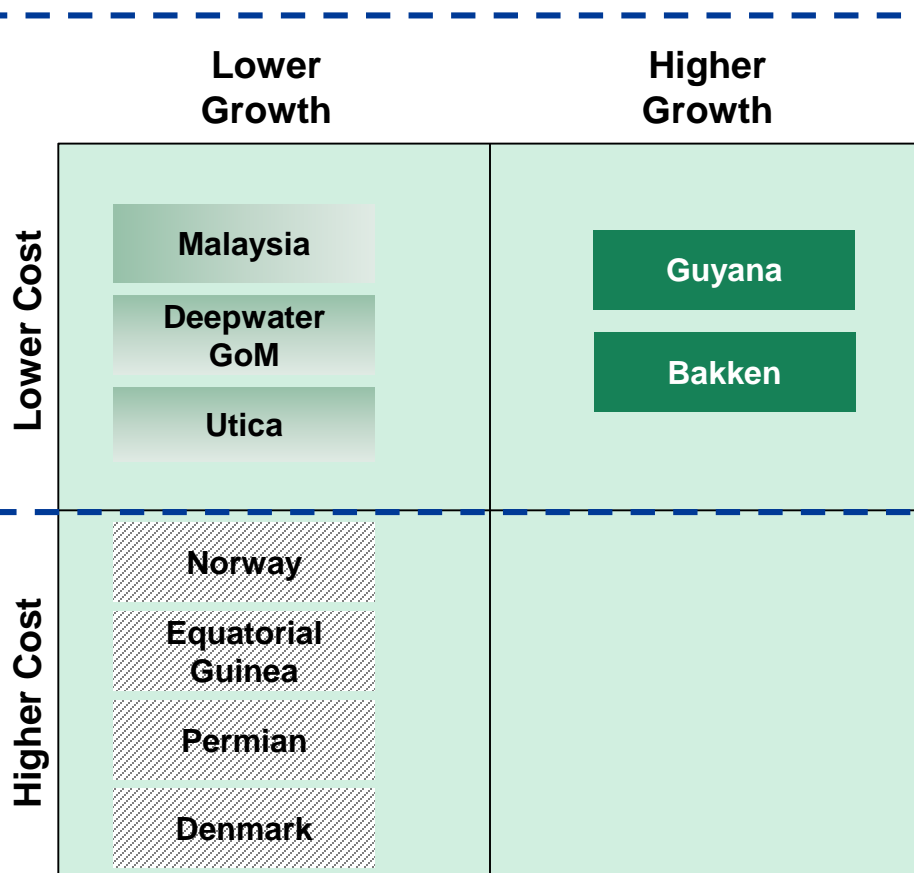 Lower
Growth
Higher
Growth
Lower Cost
Malaysia
Deepwater
GoM
Utica
Guyana
Bakken
Higher Cost
Norway
Equatorial
Guinea
Permian
Denmark